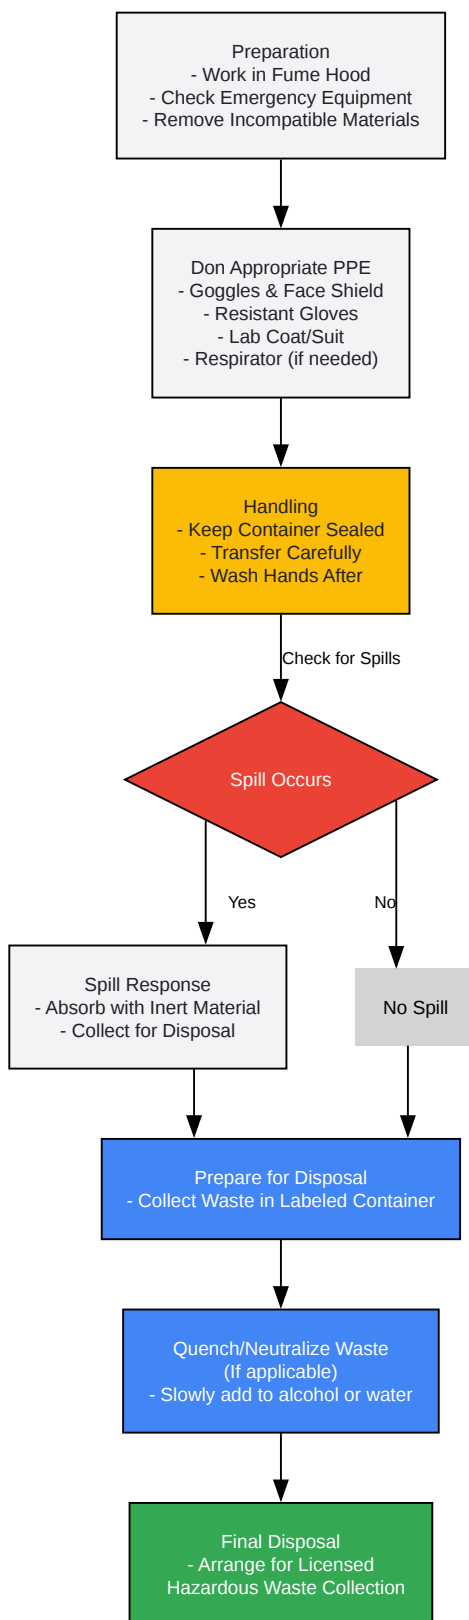 Preparation
- Work in Fume Hood
- Check Emergency Equipment
- Remove Incompatible Materials
Don Appropriate PPE
- Goggles & Face Shield
- Resistant Gloves
- Lab Coat/Suit
- Respirator (if needed)
Handling
- Keep Container Sealed
- Transfer Carefully
- Wash Hands After
Check for Spills
Spill Occurs
Yes
No
Spill Response
- Absorb with Inert Material
- Collect for Disposal
No Spill
Prepare for Disposal
- Collect Waste in Labeled Container
Quench/Neutralize Waste
(If applicable)
- Slowly add to alcohol or water
Final Disposal
- Arrange for Licensed
Hazardous Waste Collection